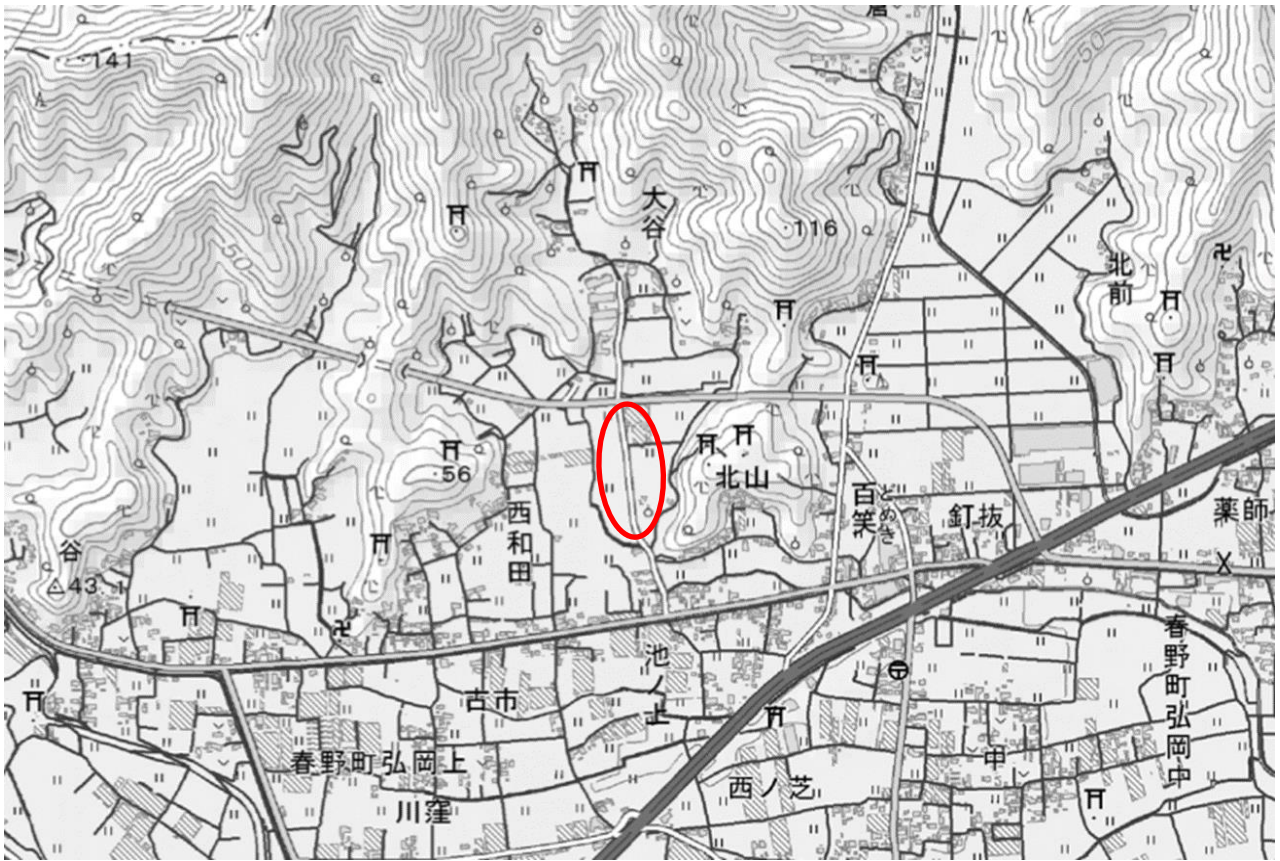 141
大谷
116
北前
50
50
56
北山
西和田
百笑
どめき
釘抜
薬師
谷
43.1
池ノ上
古市
春野町弘岡上
川窪
西ノ芝
中
春野町弘岡中